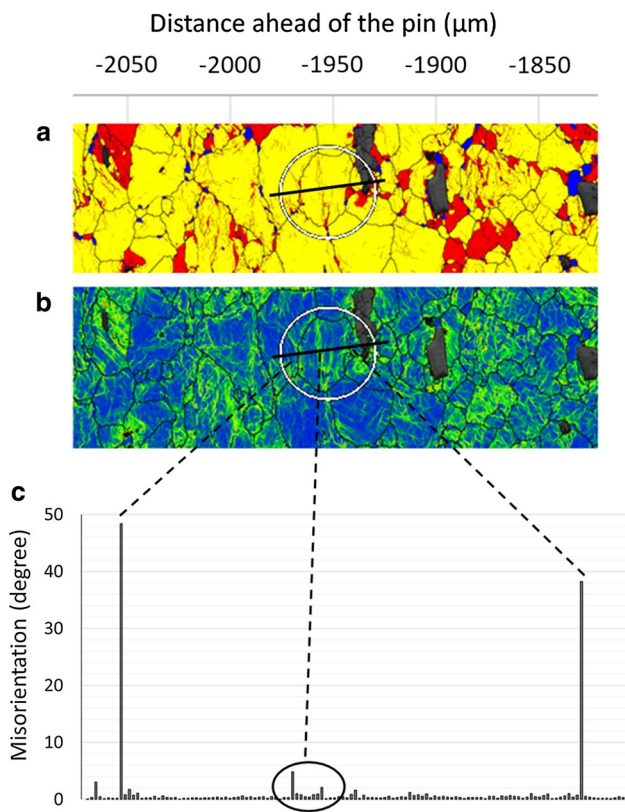 Distance ahead of the pin (μm)
-2050 -2000 -1950 -1900 -1850
a
b
c
50
40
30
20
10
0
Misorientation (degree)